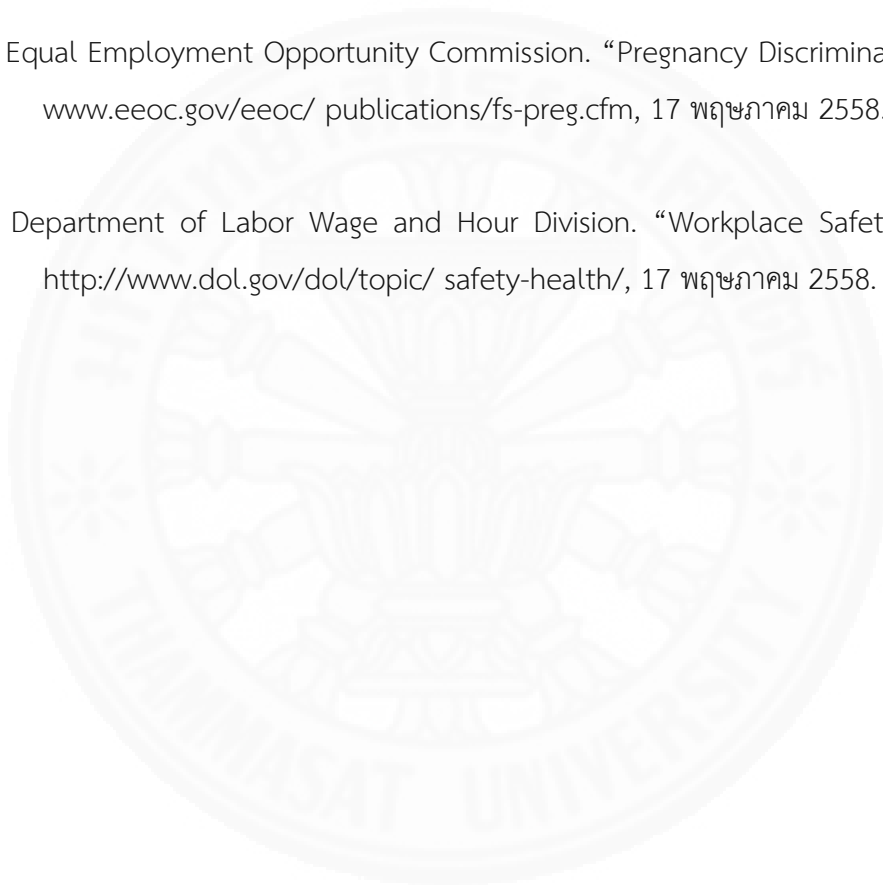 Equal Employment Opportunity Commission. “Pregnancy Discrimina
www.eeoc.gov/eeoc/ publications/fs-preg.cfm, 17 พฤษภาคม 2558.
Department of Labor Wage and Hour Division. “Workplace Safet
http://www.dol.gov/dol/topic/ safety-health/, 17 พฤษภาคม 2558.
THAMMASAT UNIVERSITY